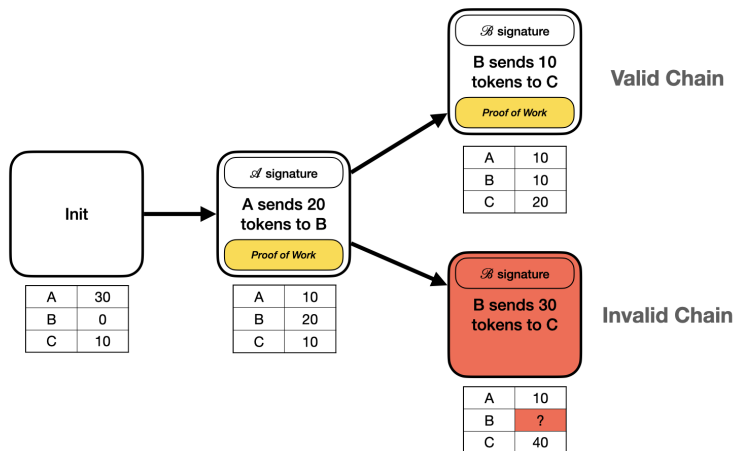 Init
A 30
B 0
C 10
𝒜 signature
A sends 20
tokens to B
Proof of Work
A 10
B 20
C 10
ℬ signature
B sends 10
tokens to C
Proof of Work
A 10
B 10
C 20
Valid Chain
ℬ signature
B sends 30
tokens to C
A 10
B ?
C 40
Invalid Chain